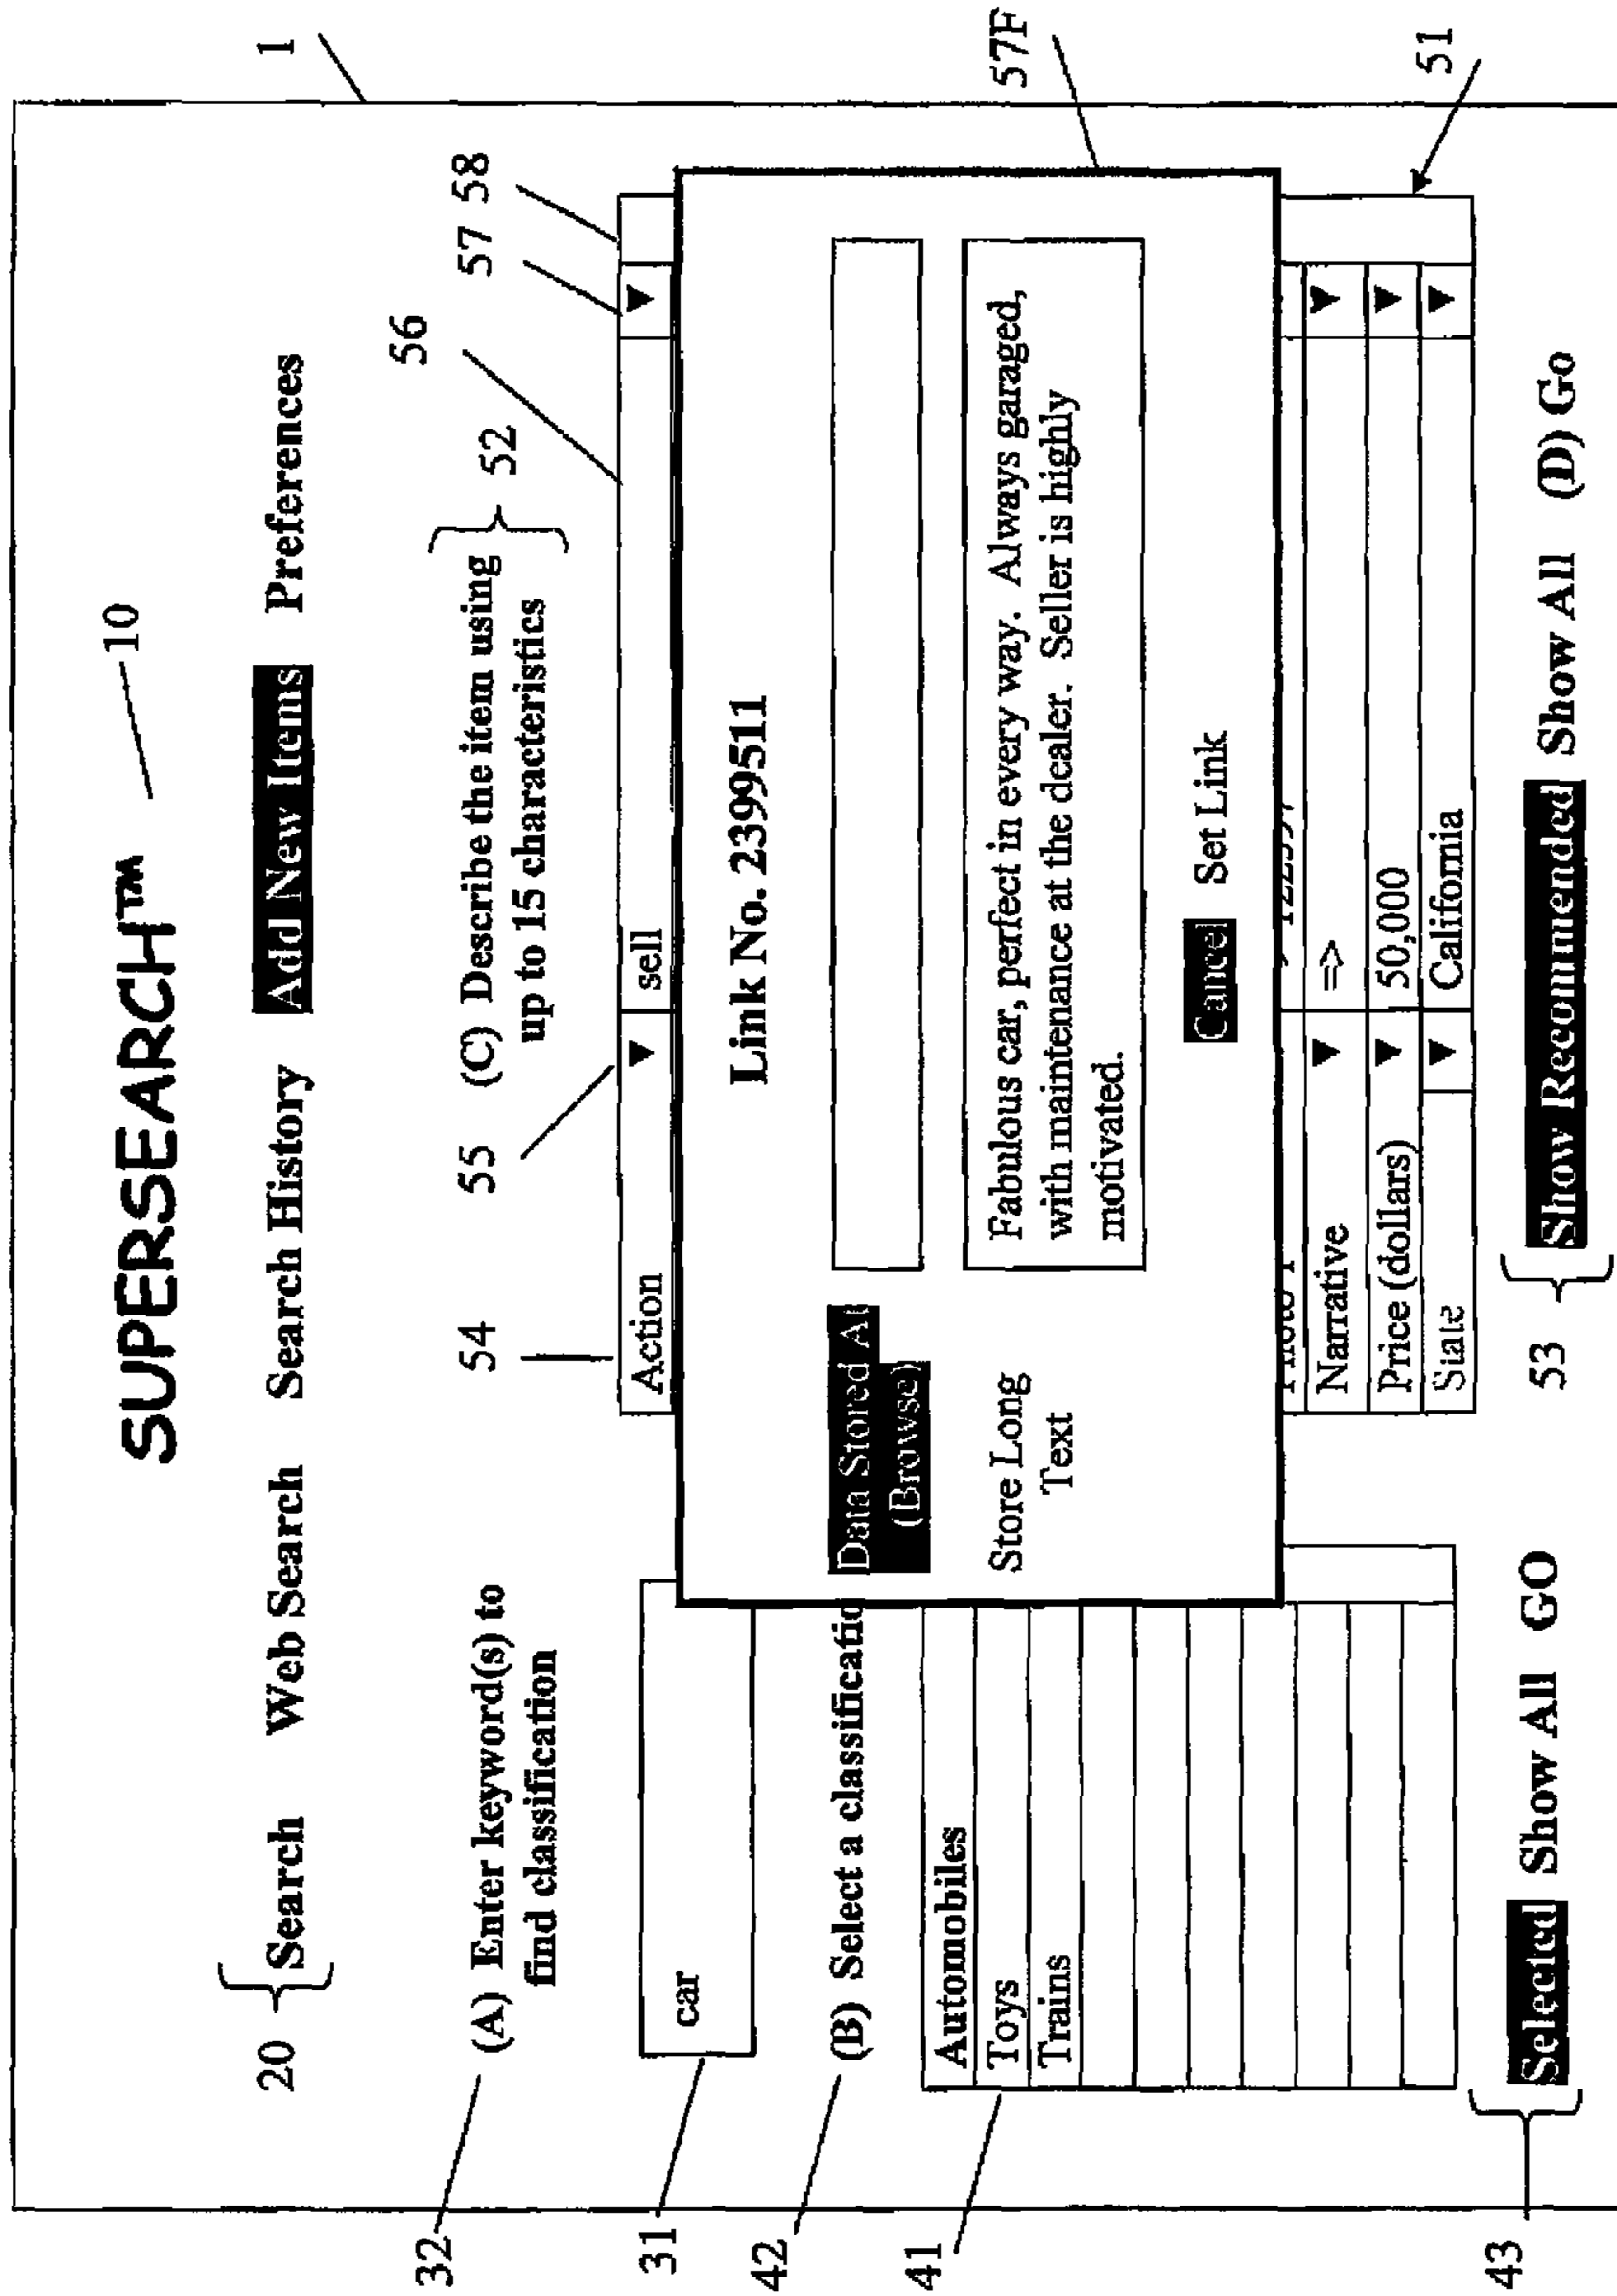 SUPERSEARCH™
10
1
20
Search Web Search Search History Add New Items Preferences
32
(A) Enter keyword(s) to
find classification
31
car
42
(B) Select a classificatio
41
Automobiles
Toys
Trains
43
Selected Show All GO
54
55
(C) Describe the item using
up to 15 characteristics
52
56
57
58
Action ▼ sell ▼
Link No. 2399511
57F
Data Stored At
(Browse)
Store Long
Text
Fabulous car, perfect in every way. Always garaged,
with maintenance at the dealer. Seller is highly
motivated.
Cancel Set Link
Narrative ▼ => ▼
Price (dollars) ▼ 50,000 ▼
State ▼ California ▼
51
53
Show Recommended Show All (D) Go